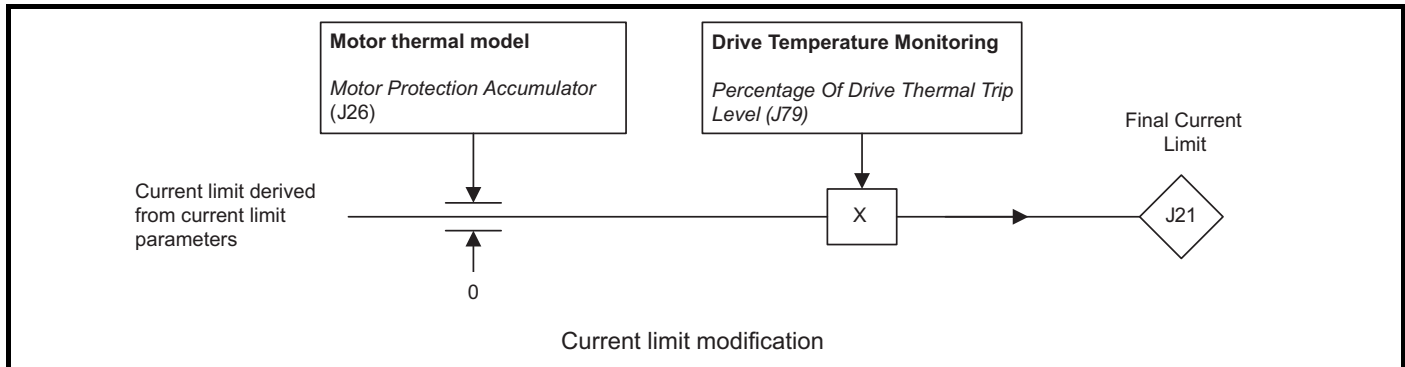 Motor thermal model
Motor Protection Accumulator
(J26)
Drive Temperature Monitoring
Percentage Of Drive Thermal Trip
Level (J79)
Final Current
Limit
Current limit derived
from current limit
parameters
X
J21
0
Current limit modification